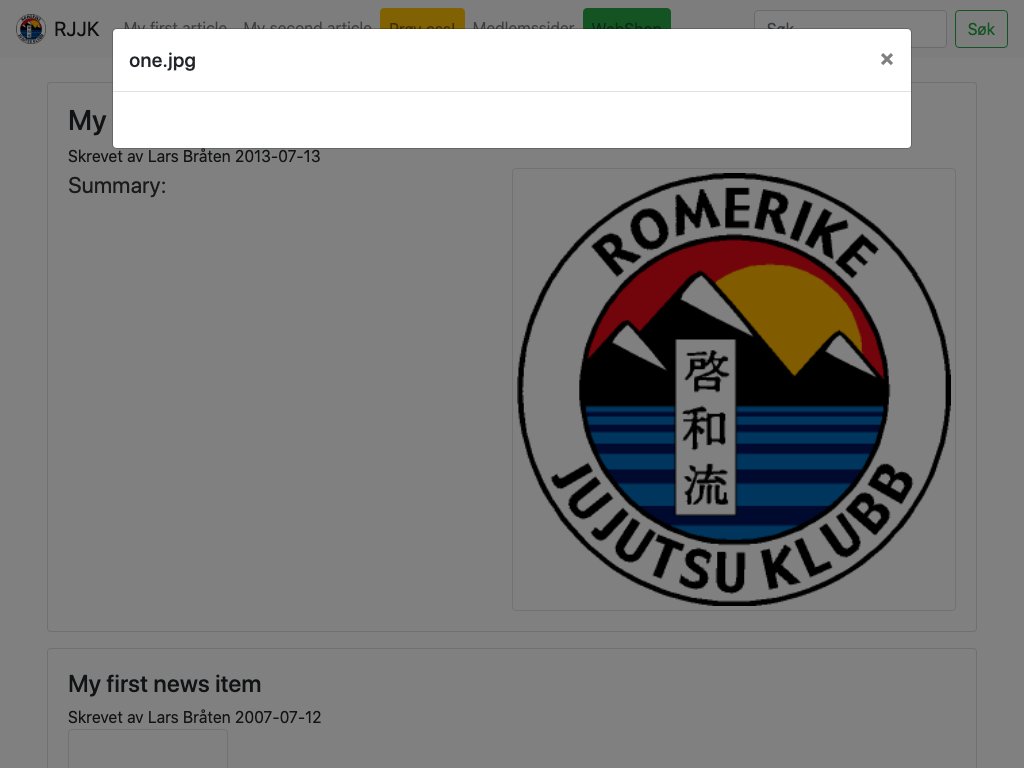 RJJK My first article My second article Prøv oss! Medlemssider WebShop Søk Søk
one.jpg ×
My
Skrevet av Lars Bråten 2013-07-13
Summary:
ROMERIKE
啓和流
JUJUTSU KLUBB
My first news item
Skrevet av Lars Bråten 2007-07-12